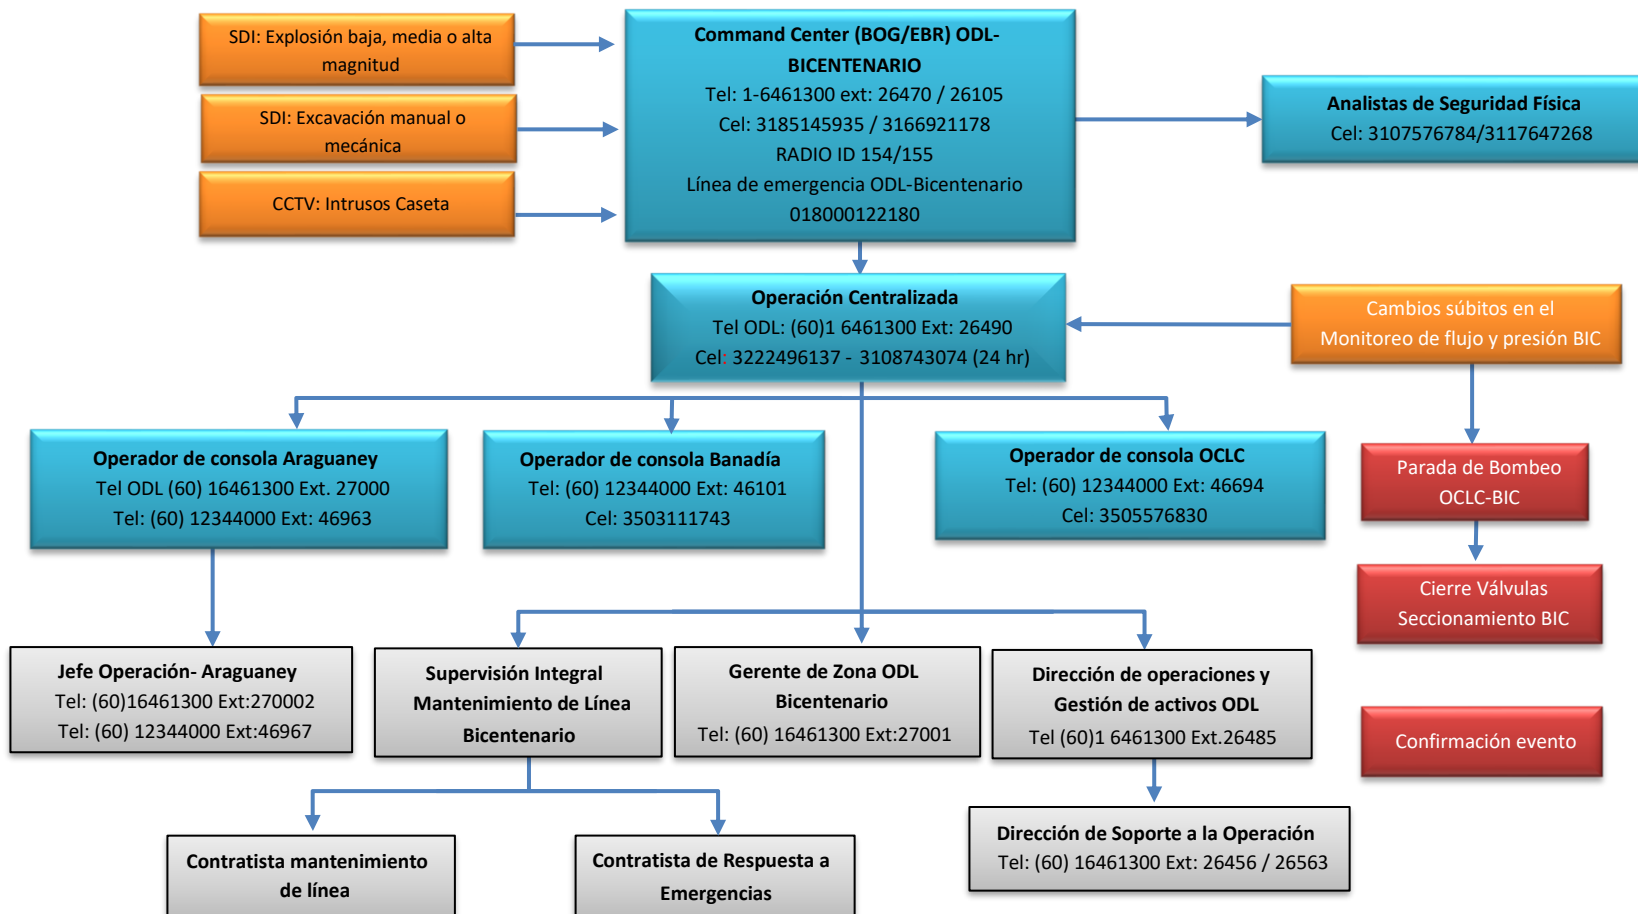 SDI: Explosión baja, media o alta
magnitud
SDI: Excavación manual o
mecánica
CCTV: Intrusos Caseta
Command Center (BOG/EBR) ODL-
BICENTENARIO
Tel: 1-6461300 ext: 26470 / 26105
Cel: 3185145935 / 3166921178
RADIO ID 154/155
Línea de emergencia ODL-Bicentenario
018000122180
Analistas de Seguridad Física
Cel: 3107576784/3117647268
Operación Centralizada
Tel ODL: (60)1 6461300 Ext: 26490
Cel: 3222496137 - 3108743074 (24 hr)
Cambios súbitos en el
Monitoreo de flujo y presión BIC
Operador de consola Araguaney
Tel ODL (60) 16461300 Ext. 27000
Tel: (60) 12344000 Ext: 46963
Operador de consola Banadía
Tel: (60) 12344000 Ext: 46101
Cel: 3503111743
Operador de consola OCLC
Tel: (60) 12344000 Ext: 46694
Cel: 3505576830
Parada de Bombeo
OCLC-BIC
Cierre Válvulas
Seccionamiento BIC
Jefe Operación- Araguaney
Tel: (60)16461300 Ext:270002
Tel: (60) 12344000 Ext:46967
Supervisión Integral
Mantenimiento de Línea
Bicentenario
Gerente de Zona ODL
Bicentenario
Tel: (60) 16461300 Ext:27001
Dirección de operaciones y
Gestión de activos ODL
Tel (60)1 6461300 Ext.26485
Confirmación evento
Contratista mantenimiento
de línea
Contratista de Respuesta a
Emergencias
Dirección de Soporte a la Operación
Tel: (60) 16461300 Ext: 26456 / 26563